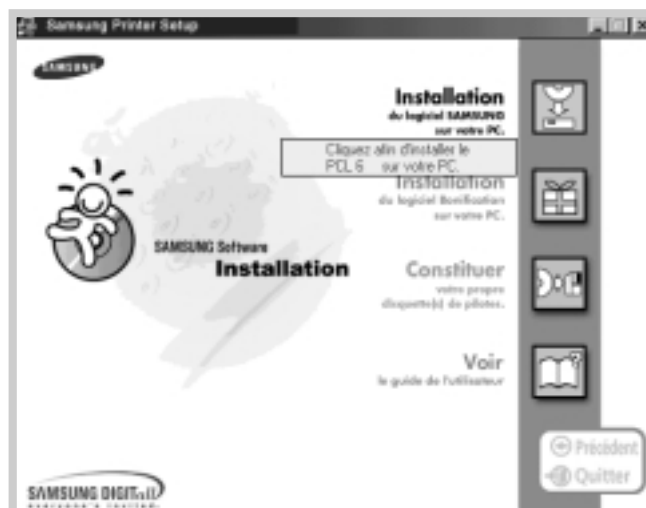 Samsung Printer Setup
SAMSUNG
Installation
du logiciel SAMSUNG
sur votre PC.
Cliquez afin d'installer le
PCL 6 sur votre PC.
Installation
du logiciel Bonification
sur votre PC.
SAMSUNG Software
Installation
Constituer
votre propre
disquette(s) de pilotes.
Voir
le guide de l'utilisateur
Précédent
Quitter
SAMSUNG DIGITall